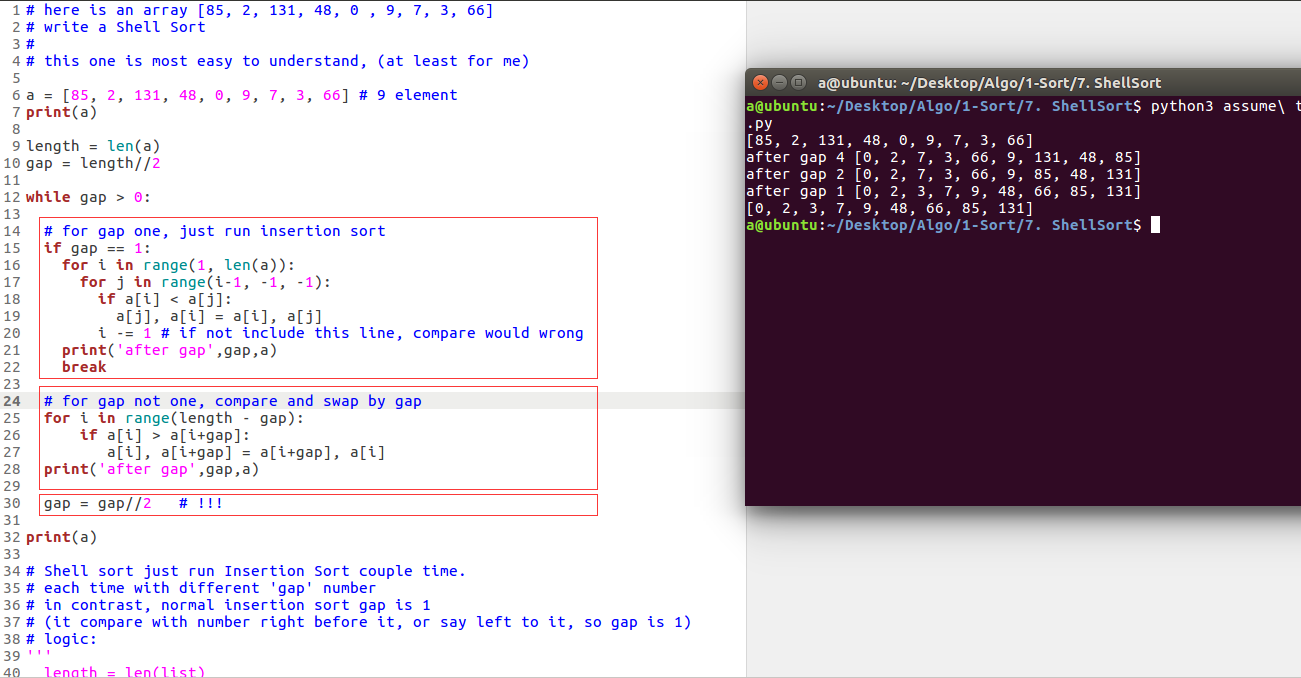 1 # here is an array [85, 2, 131, 48, 0 , 9, 7, 3, 66]
2 # write a Shell Sort
3 #
4 # this one is most easy to understand, (at least for me)
5
6 a = [85, 2, 131, 48, 0, 9, 7, 3, 66] # 9 element
7 print(a)
8
9 length = len(a)
10 gap = length//2
11
12 while gap > 0:
13
14 # for gap one, just run insertion sort
15 if gap == 1:
16 for i in range(1, len(a)):
17 for j in range(i-1, -1, -1):
18 if a[i] < a[j]:
19 a[j], a[i] = a[i], a[j]
20 i -= 1 # if not include this line, compare would wrong
21 print('after gap',gap,a)
22 break
23
24 # for gap not one, compare and swap by gap
25 for i in range(length - gap):
26 if a[i] > a[i+gap]:
27 a[i], a[i+gap] = a[i+gap], a[i]
28 print('after gap',gap,a)
29
30 gap = gap//2 # !!!
31
32 print(a)
33
34 # Shell sort just run Insertion Sort couple time.
35 # each time with different 'gap' number
36 # in contrast, normal insertion sort gap is 1
37 # (it compare with number right before it, or say left to it, so gap is 1)
38 # logic:
39 '''
40 length = len(list)
a@ubuntu: ~/Desktop/Algo/1-Sort/7. ShellSort
a@ubuntu:~/Desktop/Algo/1-Sort/7. ShellSort$ python3 assume\ t
.py
[85, 2, 131, 48, 0, 9, 7, 3, 66]
after gap 4 [0, 2, 7, 3, 66, 9, 131, 48, 85]
after gap 2 [0, 2, 7, 3, 66, 9, 85, 48, 131]
after gap 1 [0, 2, 3, 7, 9, 48, 66, 85, 131]
[0, 2, 3, 7, 9, 48, 66, 85, 131]
a@ubuntu:~/Desktop/Algo/1-Sort/7. ShellSort$